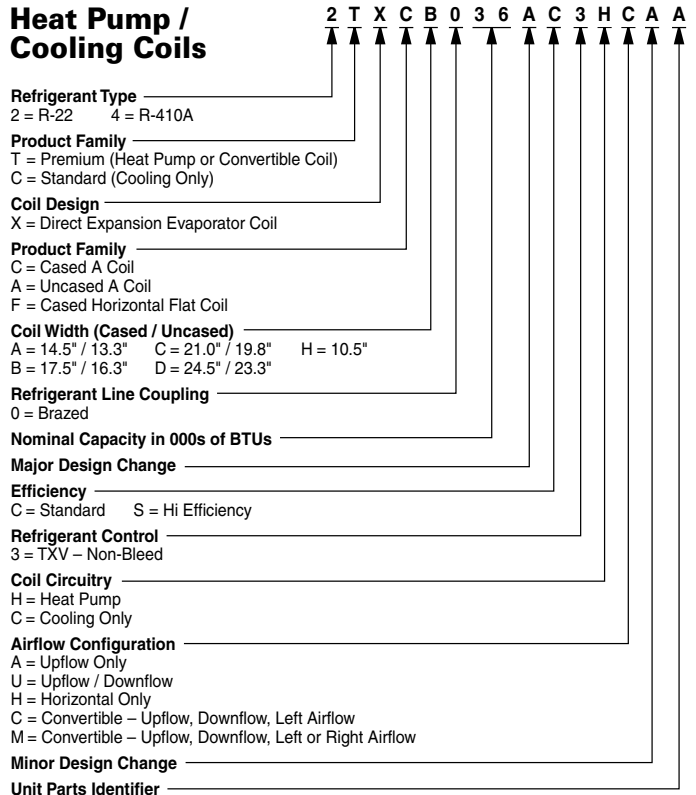 Heat Pump /
Cooling Coils
2 T X C B 0 3 6 A C 3 H C A A
Refrigerant Type
2 = R-22 4 = R-410A
Product Family
T = Premium (Heat Pump or Convertible Coil)
C = Standard (Cooling Only)
Coil Design
X = Direct Expansion Evaporator Coil
Product Family
C = Cased A Coil
A = Uncased A Coil
F = Cased Horizontal Flat Coil
Coil Width (Cased / Uncased)
A = 14.5" / 13.3" C = 21.0" / 19.8" H = 10.5"
B = 17.5" / 16.3" D = 24.5" / 23.3"
Refrigerant Line Coupling
0 = Brazed
Nominal Capacity in 000s of BTUs
Major Design Change
Efficiency
C = Standard S = Hi Efficiency
Refrigerant Control
3 = TXV – Non-Bleed
Coil Circuitry
H = Heat Pump
C = Cooling Only
Airflow Configuration
A = Upflow Only
U = Upflow / Downflow
H = Horizontal Only
C = Convertible – Upflow, Downflow, Left Airflow
M = Convertible – Upflow, Downflow, Left or Right Airflow
Minor Design Change
Unit Parts Identifier